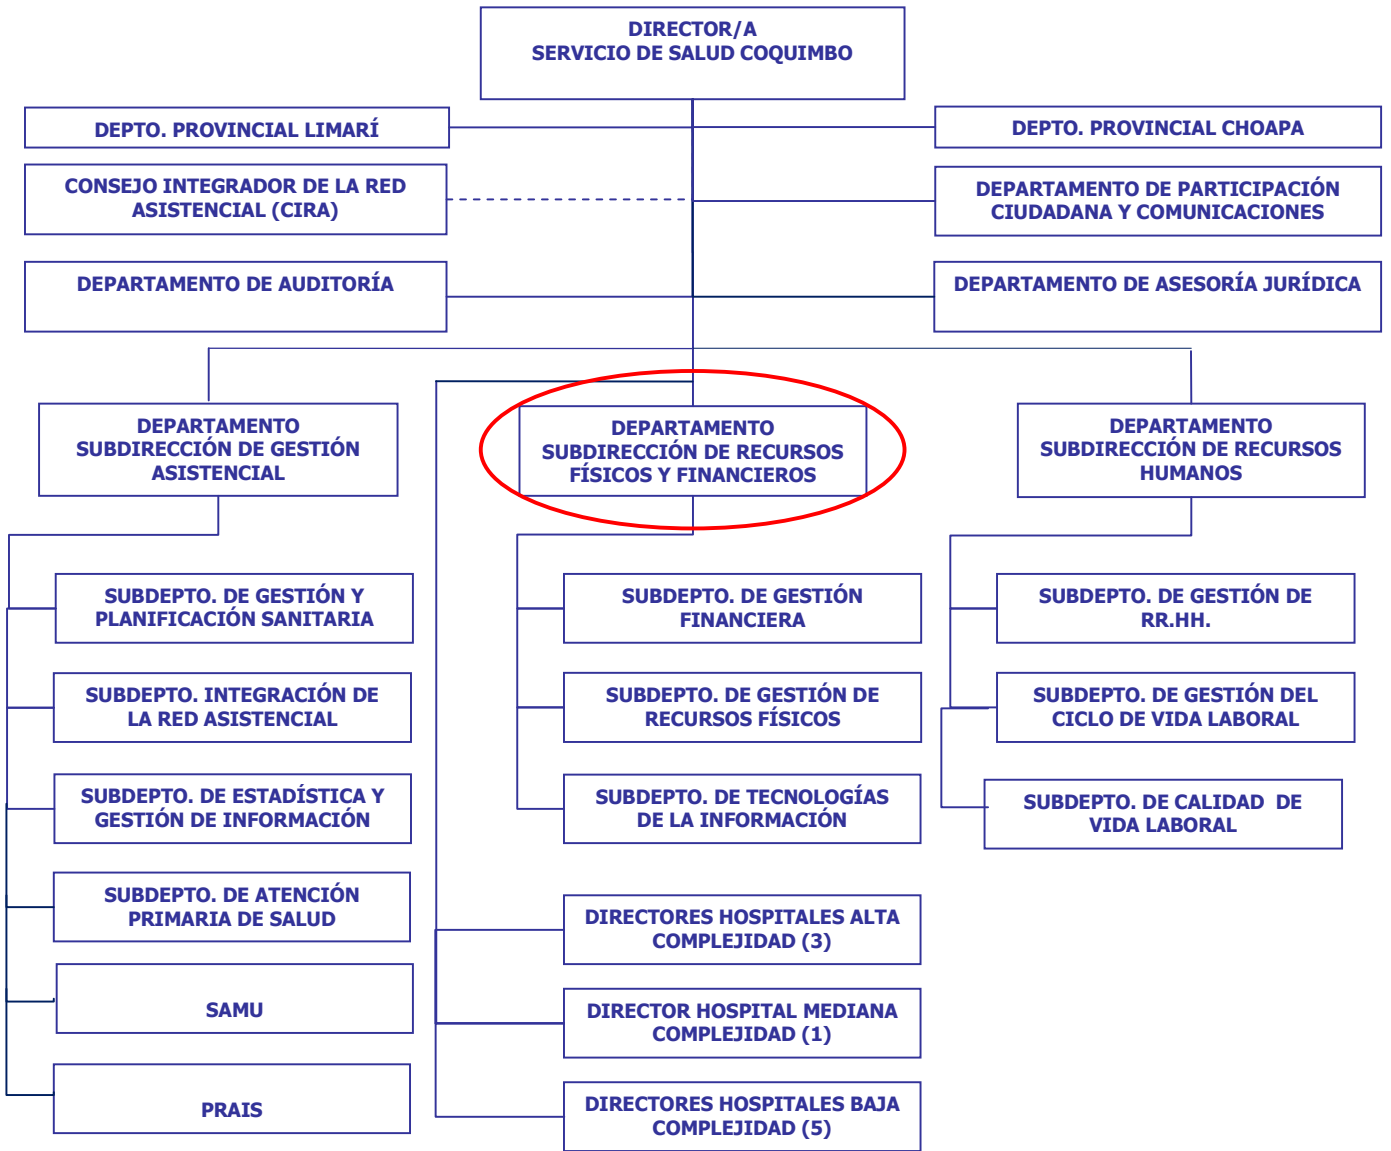 DIRECTOR/A
SERVICIO DE SALUD COQUIMBO
DEPTO. PROVINCIAL LIMARÍ
DEPTO. PROVINCIAL CHOAPA
CONSEJO INTEGRADOR DE LA RED
ASISTENCIAL (CIRA)
DEPARTAMENTO DE PARTICIPACIÓN
CIUDADANA Y COMUNICACIONES
DEPARTAMENTO DE AUDITORÍA
DEPARTAMENTO DE ASESORÍA JURÍDICA
DEPARTAMENTO
SUBDIRECCIÓN DE GESTIÓN
ASISTENCIAL
DEPARTAMENTO
SUBDIRECCIÓN DE RECURSOS
FÍSICOS Y FINANCIEROS
DEPARTAMENTO
SUBDIRECCIÓN DE RECURSOS
HUMANOS
SUBDEPTO. DE GESTIÓN Y
PLANIFICACIÓN SANITARIA
SUBDEPTO. INTEGRACIÓN DE
LA RED ASISTENCIAL
SUBDEPTO. DE ESTADÍSTICA Y
GESTIÓN DE INFORMACIÓN
SUBDEPTO. DE ATENCIÓN
PRIMARIA DE SALUD
SAMU
PRAIS
SUBDEPTO. DE GESTIÓN
FINANCIERA
SUBDEPTO. DE GESTIÓN DE
RECURSOS FÍSICOS
SUBDEPTO. DE TECNOLOGÍAS
DE LA INFORMACIÓN
DIRECTORES HOSPITALES ALTA
COMPLEJIDAD (3)
DIRECTOR HOSPITAL MEDIANA
COMPLEJIDAD (1)
DIRECTORES HOSPITALES BAJA
COMPLEJIDAD (5)
SUBDEPTO. DE GESTIÓN DE
RR.HH.
SUBDEPTO. DE GESTIÓN DEL
CICLO DE VIDA LABORAL
SUBDEPTO. DE CALIDAD DE
VIDA LABORAL